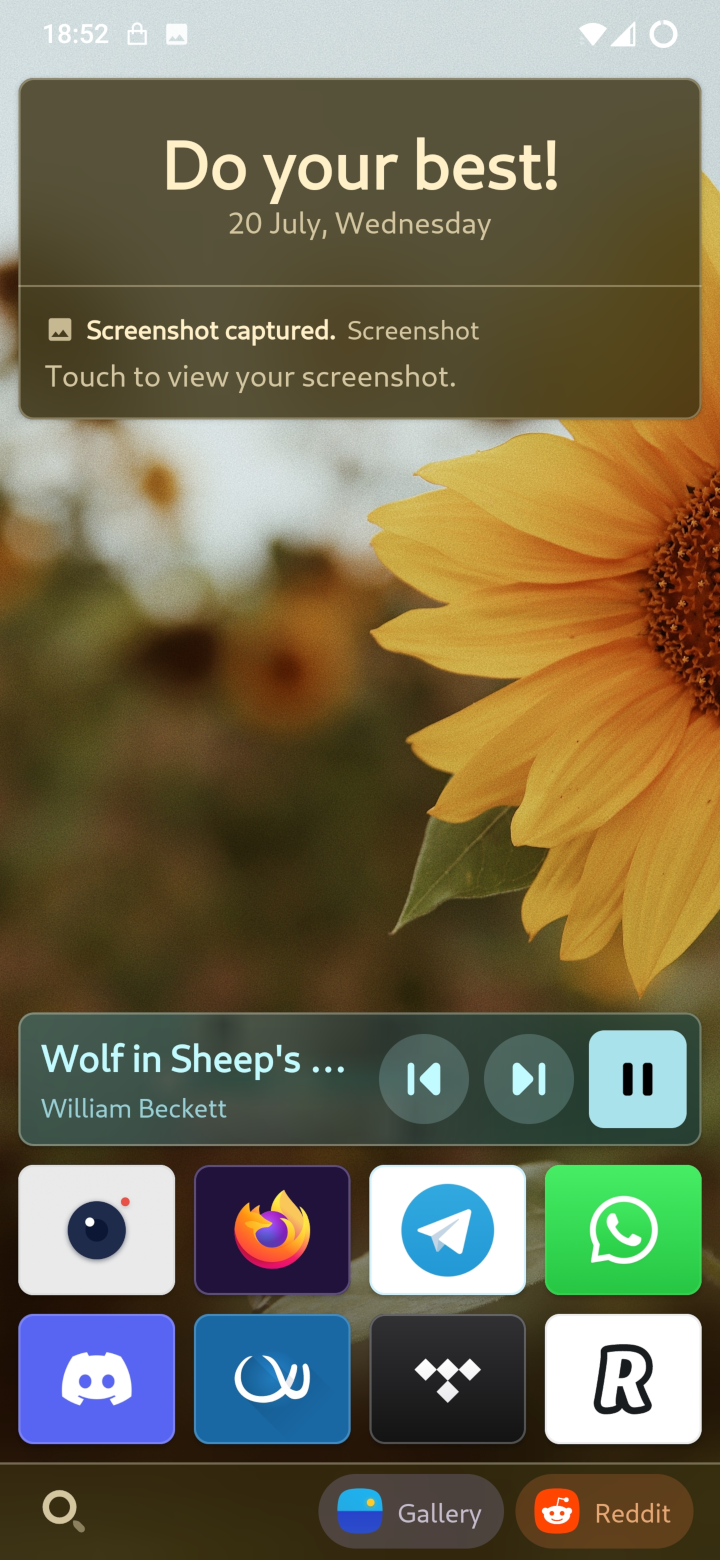 18:52
Do your best!
20 July, Wednesday
Screenshot captured. Screenshot
Touch to view your screenshot.
Wolf in Sheep's ...
William Beckett
R
Gallery
Reddit